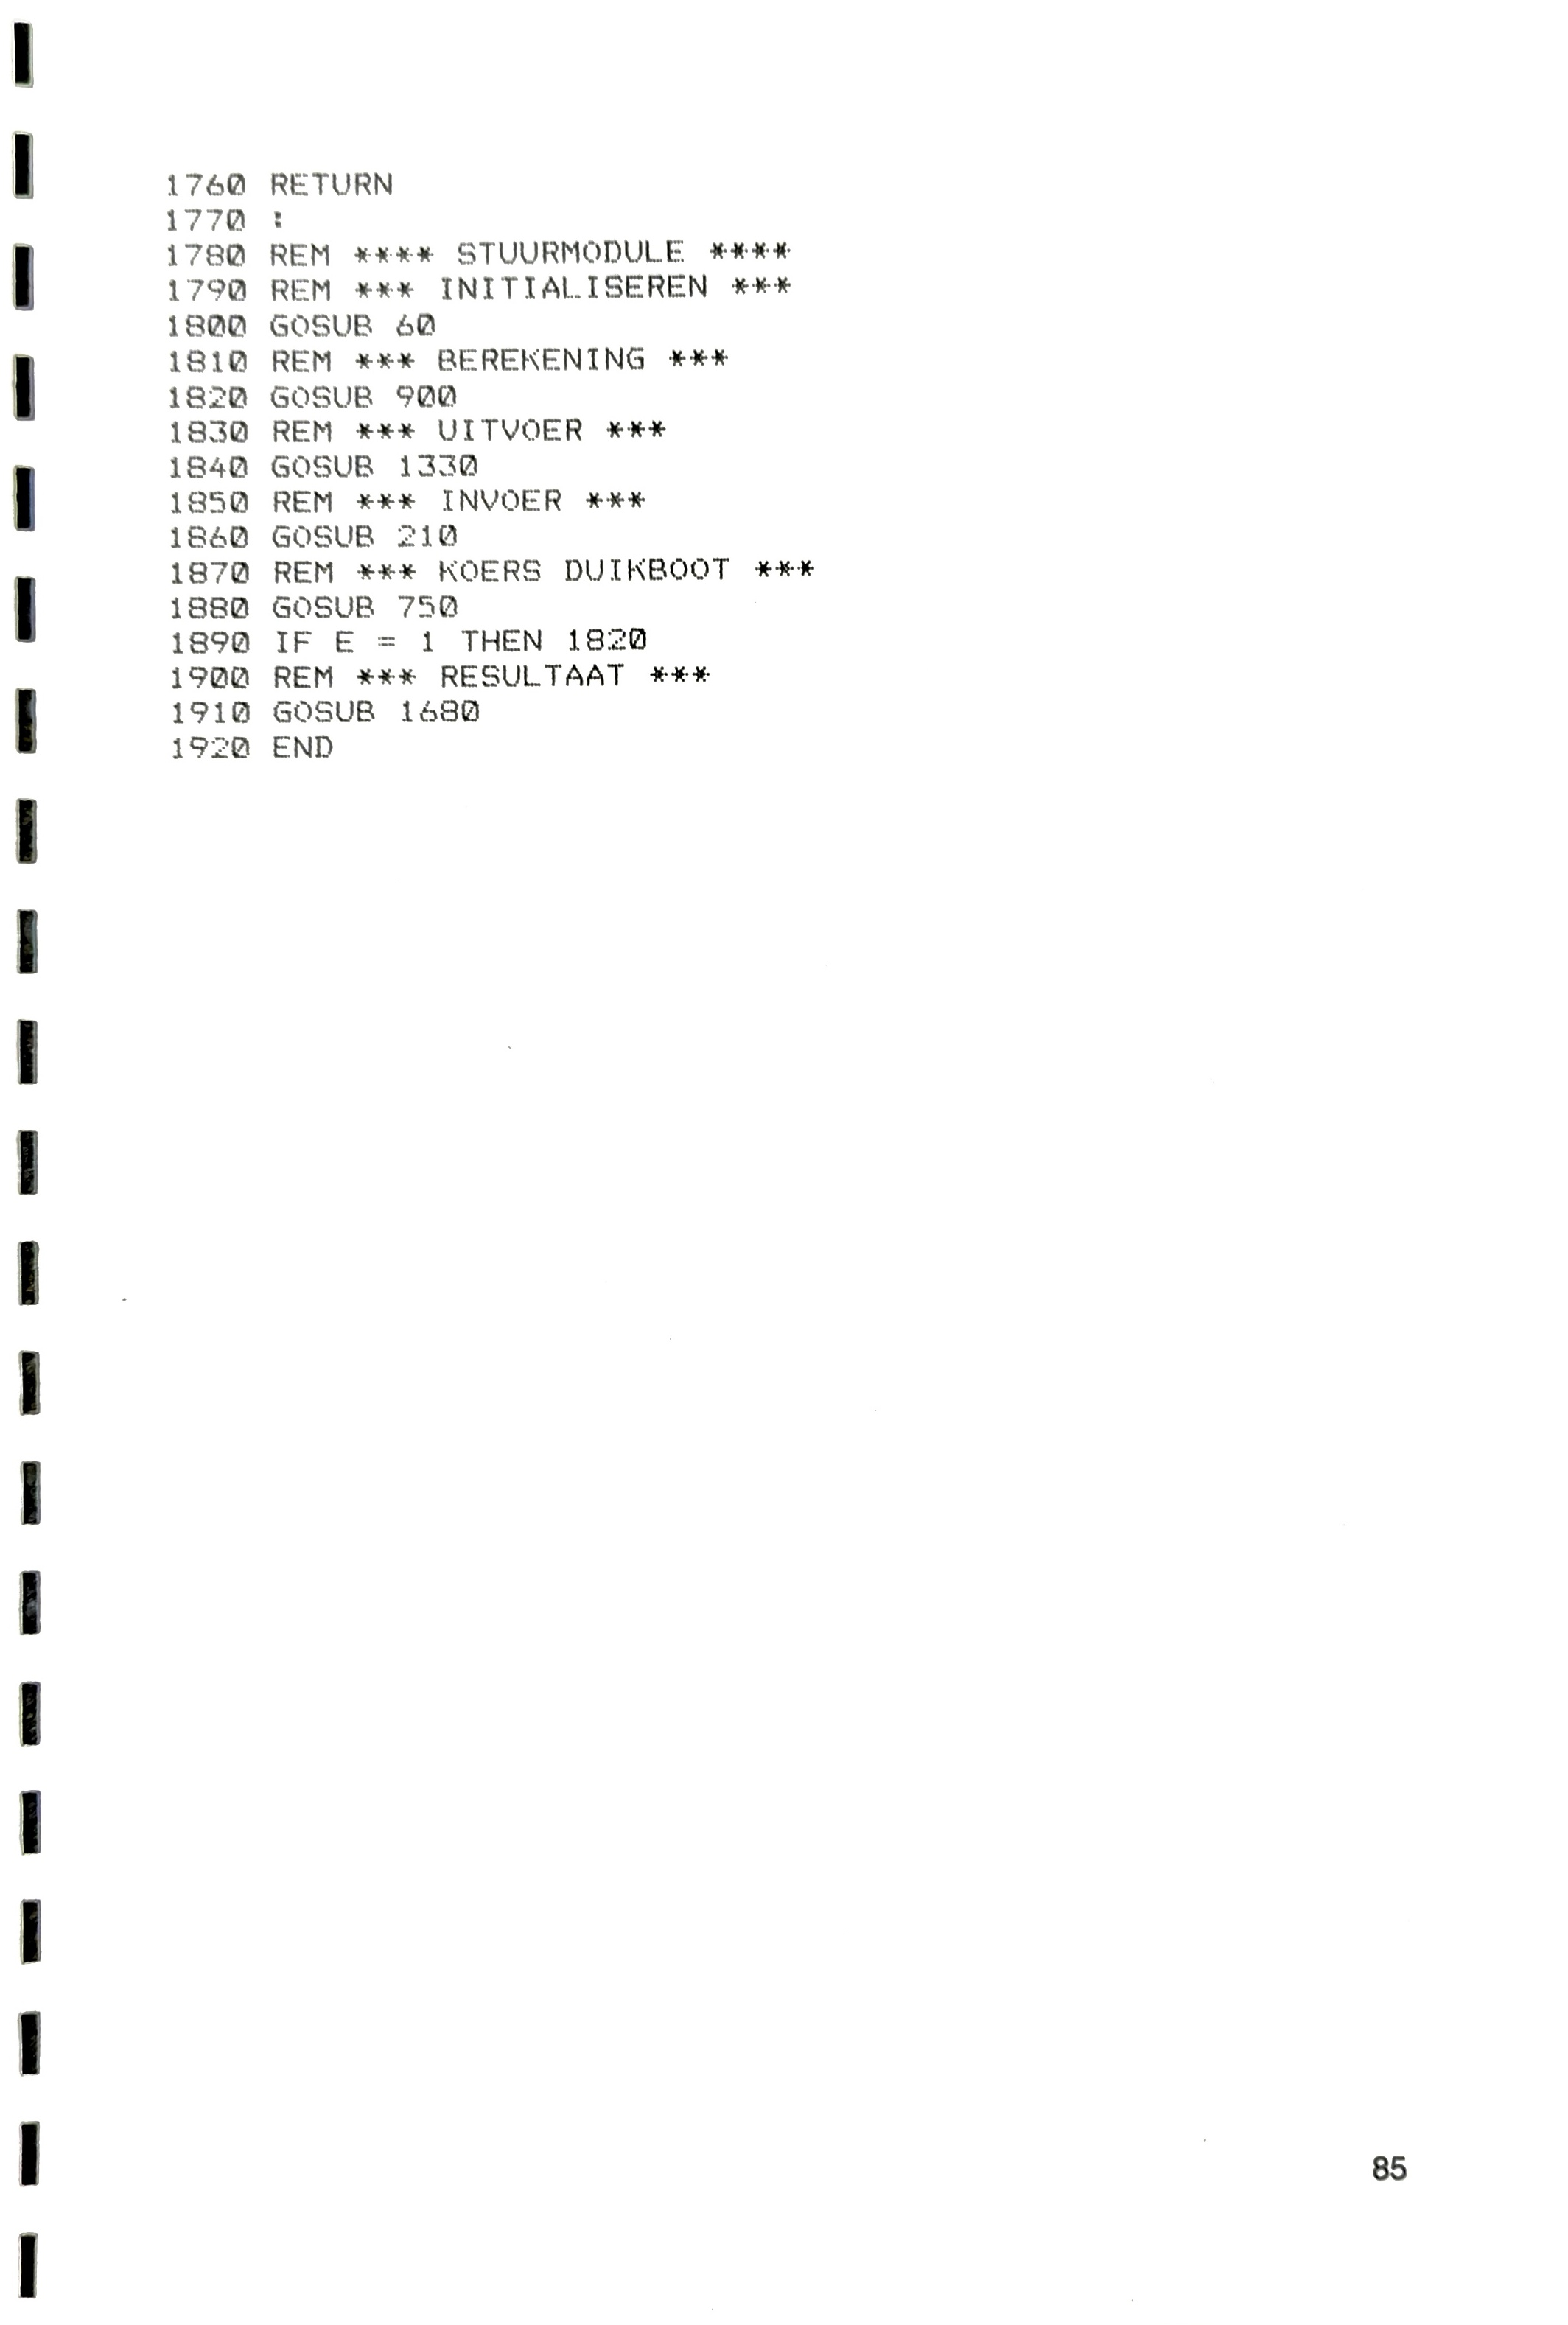 1760 RETURN
1770 :
1780 REM **** STUURMODULE ****
1790 REM *** INITIALISEREN ***
1800 GOSUB 60
1810 REM *** BEREKENING ***
1820 GOSUB 900
1830 REM *** UITVOER ***
1840 GOSUB 1330
1850 REM *** INVOER ***
1860 GOSUB 210
1870 REM *** KOERS DUIKBOOT ***
1880 GOSUB 750
1890 IF E = 1 THEN 1820
1900 REM *** RESULTAAT ***
1910 GOSUB 1680
1920 END
85